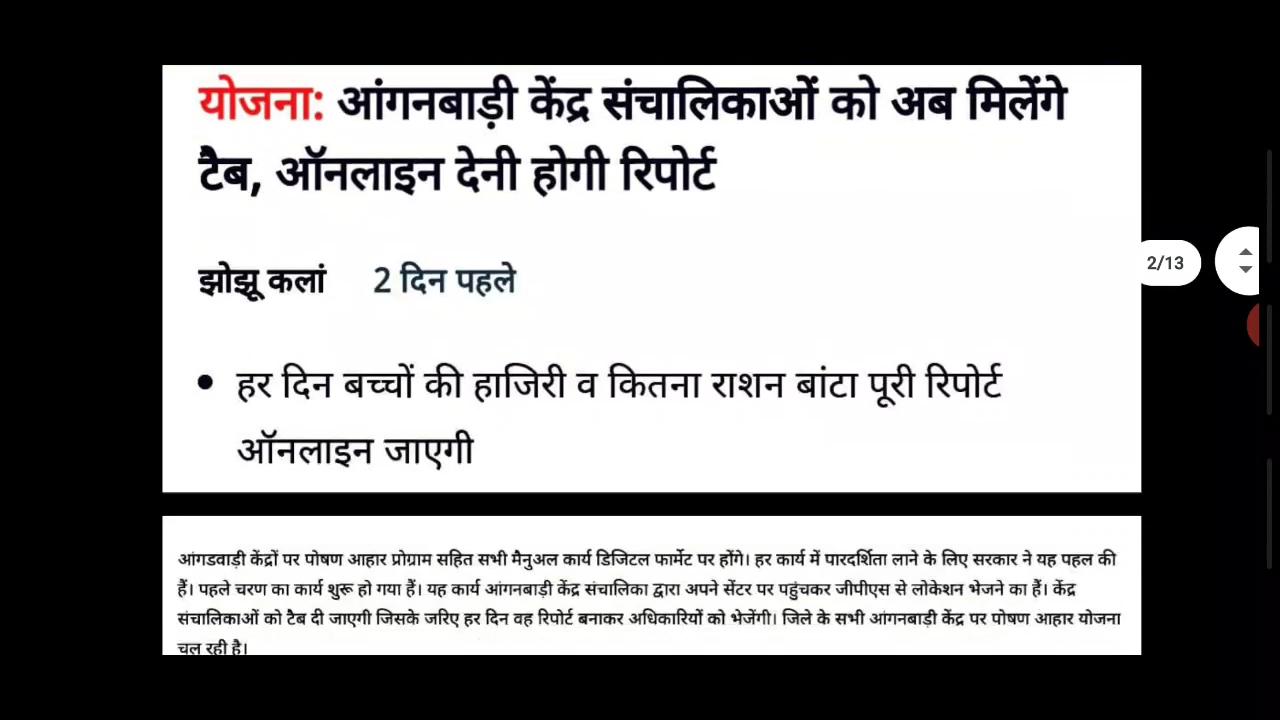 योजना: आंगनबाड़ी केंद्र संचालिकाओं को अब मिलेंगे
टैब, ऑनलाइन देनी होगी रिपोर्ट
झोझू कलां 2 दिन पहले
2/13
• हर दिन बच्चों की हाजिरी व कितना राशन बांटा पूरी रिपोर्ट
ऑनलाइन जाएगी
आंगडवाड़ी केंद्रों पर पोषण आहार प्रोग्राम सहित सभी मैनुअल कार्य डिजिटल फार्मेट पर होंगे। हर कार्य में पारदर्शिता लाने के लिए सरकार ने यह पहल की
हैं। पहले चरण का कार्य शुरू हो गया हैं। यह कार्य आंगनबाड़ी केंद्र संचालिका द्वारा अपने सेंटर पर पहुंचकर जीपीएस से लोकेशन भेजने का हैं। केंद्र
संचालिकाओं को टैब दी जाएगी जिसके जरिए हर दिन वह रिपोर्ट बनाकर अधिकारियों को भेजेंगी। जिले के सभी आंगनबाड़ी केंद्र पर पोषण आहार योजना
चल रही है।